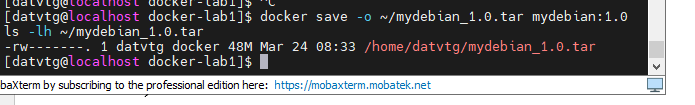 [datvtg@localhost docker-lab1]$ ^C
[datvtg@localhost docker-lab1]$ docker save -o ~/mydebian_1.0.tar mydebian:1.0
ls -lh ~/mydebian_1.0.tar
-rw-------. 1 datvtg docker 48M Mar 24 08:33 /home/datvtg/mydebian_1.0.tar
[datvtg@localhost docker-lab1]$
baXterm by subscribing to the professional edition here: https://mobaxterm.mobatek.net